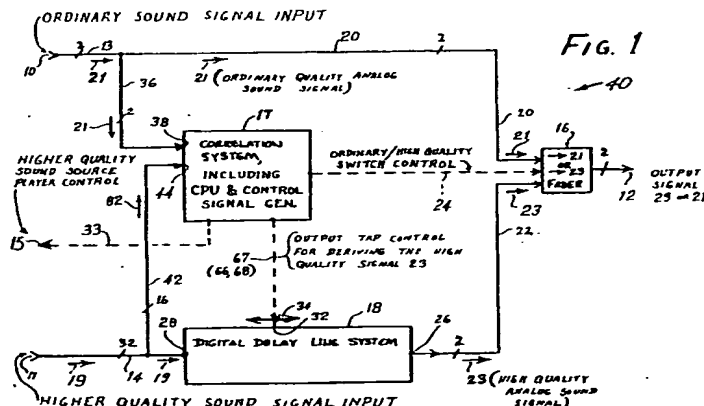 ORDINARY SOUND SIGNAL INPUT
FIG. 1
10
2
13
21
36
20
2
21 (ORDINARY QUALITY ANALOG
SOUND SIGNAL)
40
21
2
17
38
CORRELATION
SYSTEM,
INCLUDING
CPU & CONTROL
SIGNAL GEN.
44
ORDINARY/HIGH QUALITY
SWITCH CONTROL
24
20
21
16
21
OR
23
FADER
2
12
OUTPUT
SIGNAL
23 OR 21
23
22
HIGHER QUALITY
SOUND SOURCE
PLAYER CONTROL
15
33
82
42
16
67
(66, 68)
OUTPUT TAP CONTROL
FOR DERIVING THE HIGH
QUALITY SIGNAL 23
34
32
18
28
DIGITAL DELAY LINE SYSTEM
26
2
11
19
32
14
19
23 (HIGH QUALITY
ANALOG SOUND
SIGNAL)
HIGHER QUALITY SOUND SIGNAL INPUT